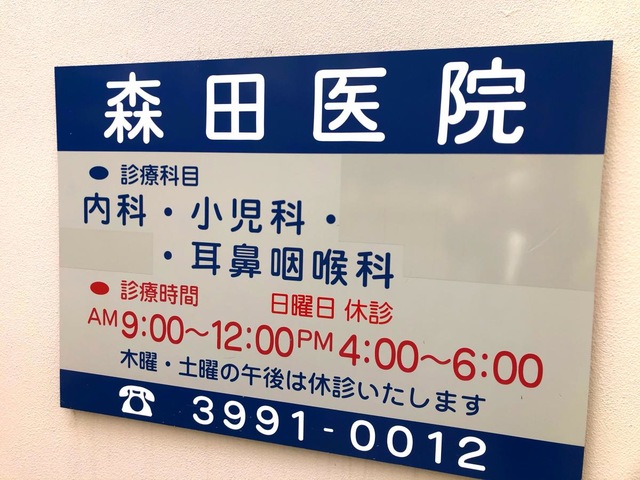 森田医院
● 診療科目
内科・小児科・
・耳鼻咽喉科
● 診療時間 日曜日 休診
AM9:00〜12:00 PM4:00〜6:00
木曜・土曜の午後は休診いたします
☎ 3991-0012